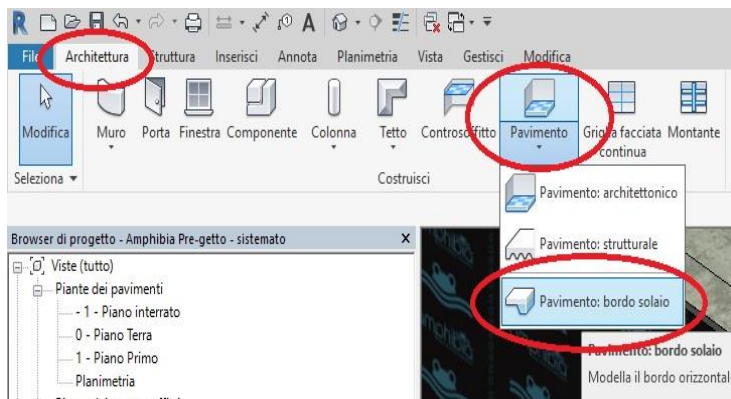 File Architettura Struttura Inserisci Annota Planimetria Vista Gestisci Modifica
Modifica Muro Porta Finestra Componente Colonna Tetto Controsoffitto Pavimento Griglia facciata continua Montante
Seleziona Costruisci
Pavimento: architettonico
Pavimento: strutturale
Pavimento: bordo solaio
Browser di progetto - Amphibia Pre-getto - sistemato X
Viste (tutto)
Piante dei pavimenti
- 1 - Piano interrato
0 - Piano Terra
1 - Piano Primo
Planimetria
Pavimento: bordo solaio
Modella il bordo